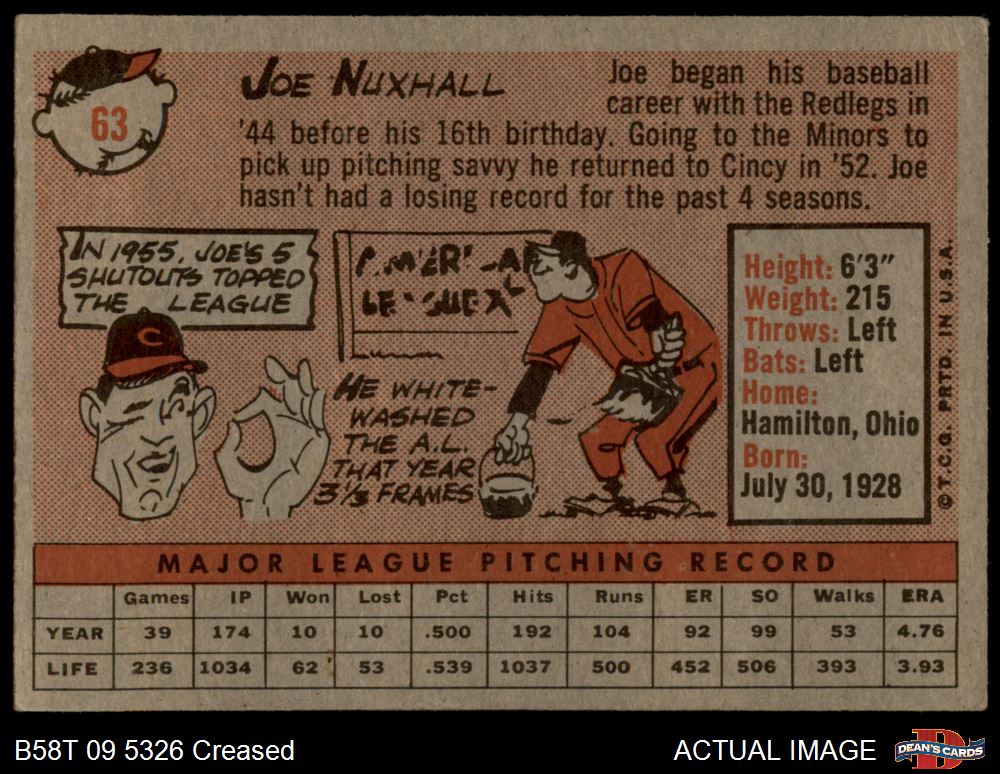 63
JOE NUXHALL
Joe began his baseball
career with the Redlegs in
'44 before his 16th birthday. Going to the Minors to
pick up pitching savvy he returned to Cincy in '52. Joe
hasn't had a losing record for the past 4 seasons.
IN 1955, JOE'S 5
SHUTOUTS TOPPED
THE LEAGUE
C
HE WHITE-
WASHED
THE A.L.
THAT YEAR
3⅓ FRAMES
Height: 6'3"
Weight: 215
Throws: Left
Bats: Left
Home:
Hamilton, Ohio
Born:
July 30, 1928
© T.C.G. PRTD. IN U.S.A.
MAJOR LEAGUE PITCHING RECORD
Games IP Won Lost Pct Hits Runs ER SO Walks ERA
YEAR 39 174 10 10 .500 192 104 92 99 53 4.76
LIFE 236 1034 62 53 .539 1037 500 452 506 393 3.93
B58T 09 5326 Creased
ACTUAL IMAGE
DEAN'S CARDS